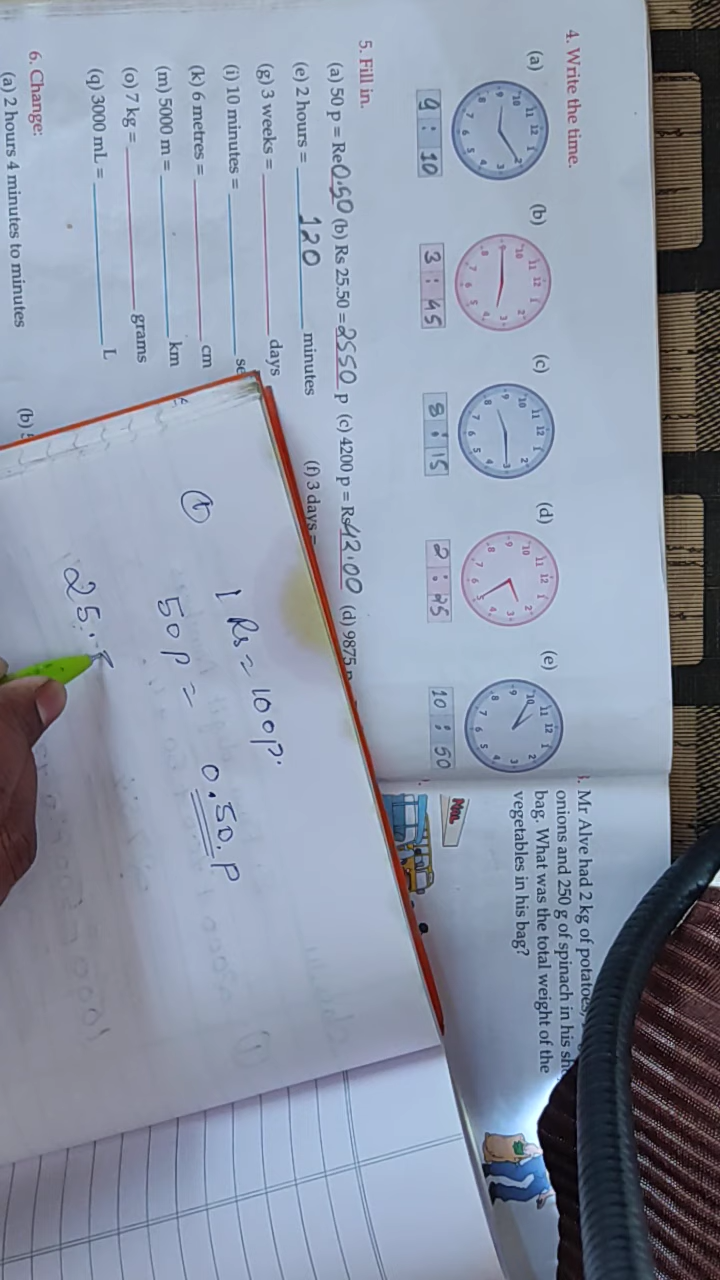 4. Write the time.
(a) (b) (c) (d) (e)
9 : 10 3 : 45 8 : 15 2 : 25 10 : 50
5. Fill in.
(a) 50 p = Re 0.50 (b) Rs 25.50 = 2550 p (c) 4200 p = Rs 42.00 (d) 9875 p
(e) 2 hours = 120 minutes (f) 3 days =
(g) 3 weeks = days
(i) 10 minutes = se
(k) 6 metres = cm
(m) 5000 m = km
(o) 7 kg = grams
(q) 3000 mL = L
6. Change:
(a) 2 hours 4 minutes to minutes (b)
Mr Alve had 2 kg of potatoes,
onions and 250 g of spinach in his sh
bag. What was the total weight of the
vegetables in his bag?
1 Rs = 100p.
50p = 0.50.p
25.